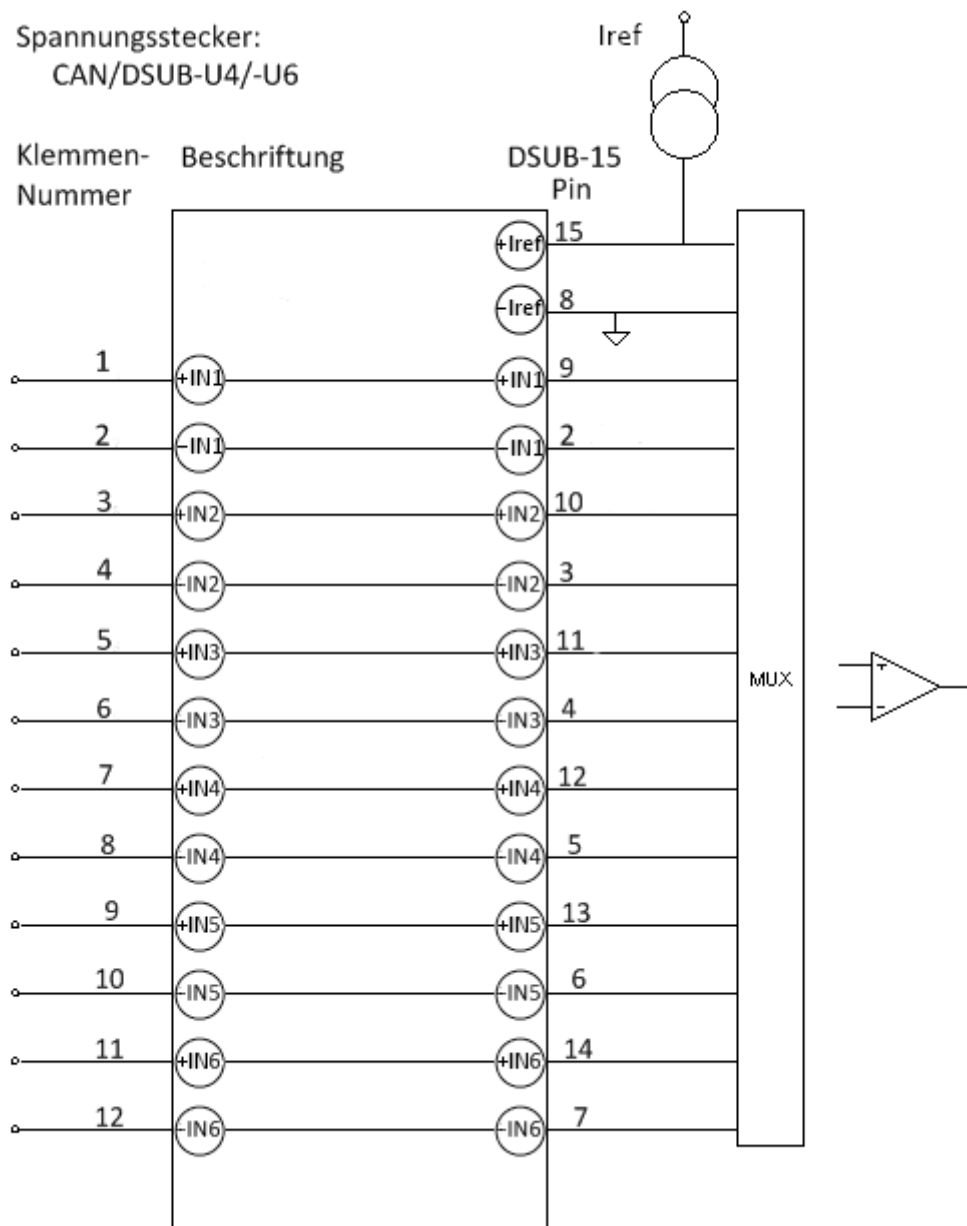 Spannungsstecker:
CAN/DSUB-U4/-U6
Iref
Klemmen-
Nummer
Beschriftung
DSUB-15
Pin
+Iref 15
-Iref 8
1 +IN1 +IN1 9
2 -IN1 -IN1 2
3 +IN2 +IN2 10
4 -IN2 -IN2 3
5 +IN3 +IN3 11
6 -IN3 -IN3 4
MUX
+
-
7 +IN4 +IN4 12
8 -IN4 -IN4 5
9 +IN5 +IN5 13
10 -IN5 -IN5 6
11 +IN6 +IN6 14
12 -IN6 -IN6 7